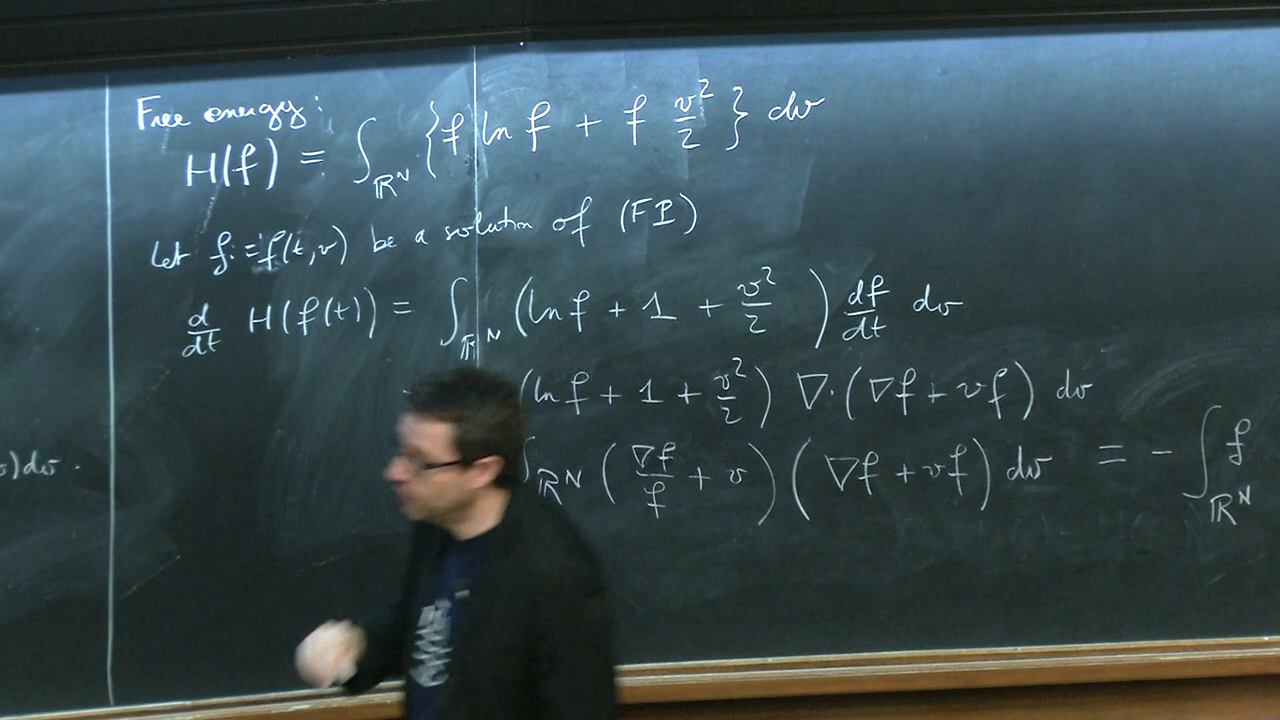 Free energy:
H(f) = ∫_{ℝ^N} { f ln f + f v²/2 } dv
Let f := f(t,v) be a solution of (FP)
d/dt H(f(t)) = ∫_{ℝ^N} ( ln f + 1 + v²/2 ) df/dt dv
(ln f + 1 + v²/2) ∇·(∇f + vf) dv
v)dv.
∫_{ℝ^N} ( ∇f/f + v ) ( ∇f + vf ) dv = - ∫_{ℝ^N} f